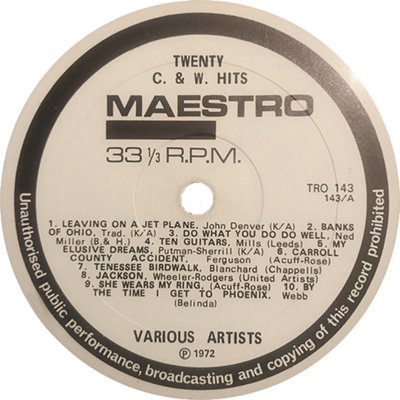 TWENTY
C. & W. HITS
MAESTRO
33 1/3 R.P.M.
TRO 143
143/A
1. LEAVING ON A JET PLANE, John Denver (K/A) 2. BANKS
OF OHIO, Trad. (K/A) 3. DO WHAT YOU DO DO WELL, Ned
Miller (B.& H.) 4. TEN GUITARS, Mills (Leeds) 5. MY
ELUSIVE DREAMS, Putman-Sherrill (K/A) 6. CARROLL
COUNTY ACCIDENT, Ferguson (Acuff-Rose)
7. TENESSEE BIRDWALK, Blanchard (Chappells)
8. JACKSON, Wheeler-Rodgers (United Artists)
9. SHE WEARS MY RING, (Acuff-Rose) 10. BY
THE TIME I GET TO PHOENIX, Webb
(Belinda)
VARIOUS ARTISTS
℗ 1972
Unauthorised public performance, broadcasting and copying of this record prohibited